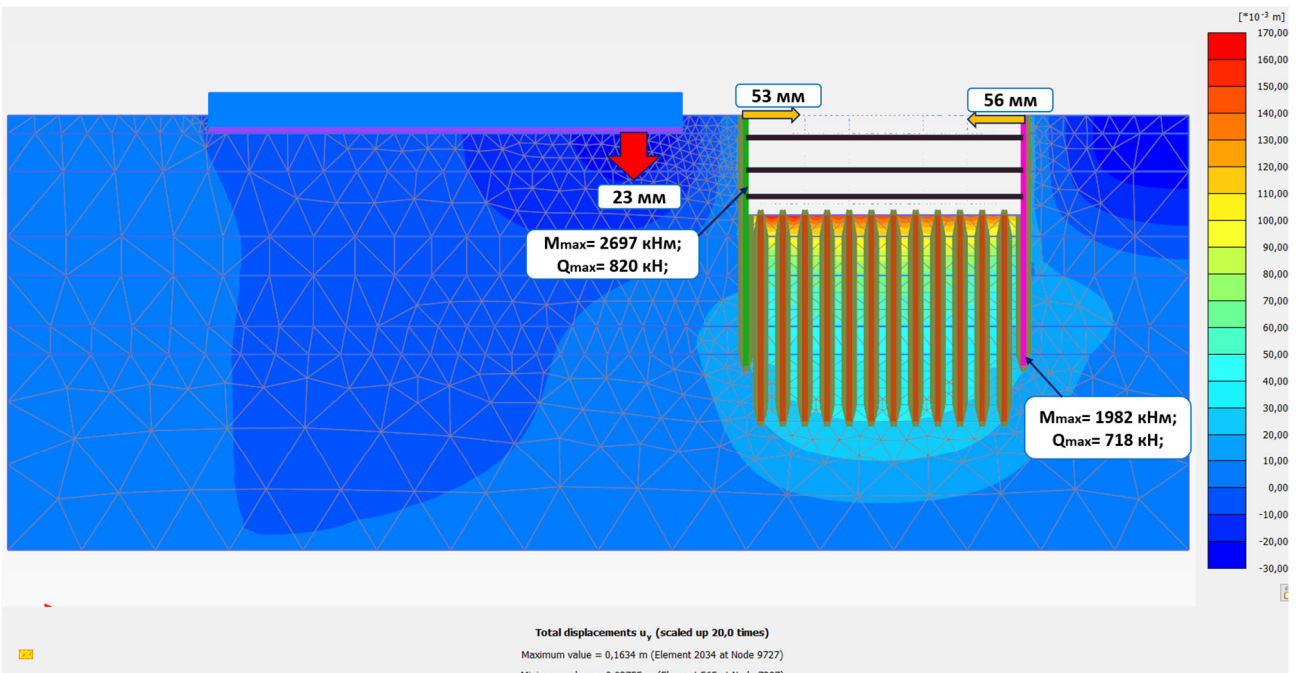 [*10⁻³ m]
170,00
160,00
150,00
140,00
130,00
120,00
110,00
100,00
90,00
80,00
70,00
60,00
50,00
40,00
30,00
20,00
10,00
0,00
-10,00
-20,00
-30,00
53 мм
56 мм
23 мм
Mmax= 2697 кНм;
Qmax= 820 кН;
Mmax= 1982 кНм;
Qmax= 718 кН;
Total displacements uy (scaled up 20,0 times)
Maximum value = 0,1634 m (Element 2034 at Node 9727)